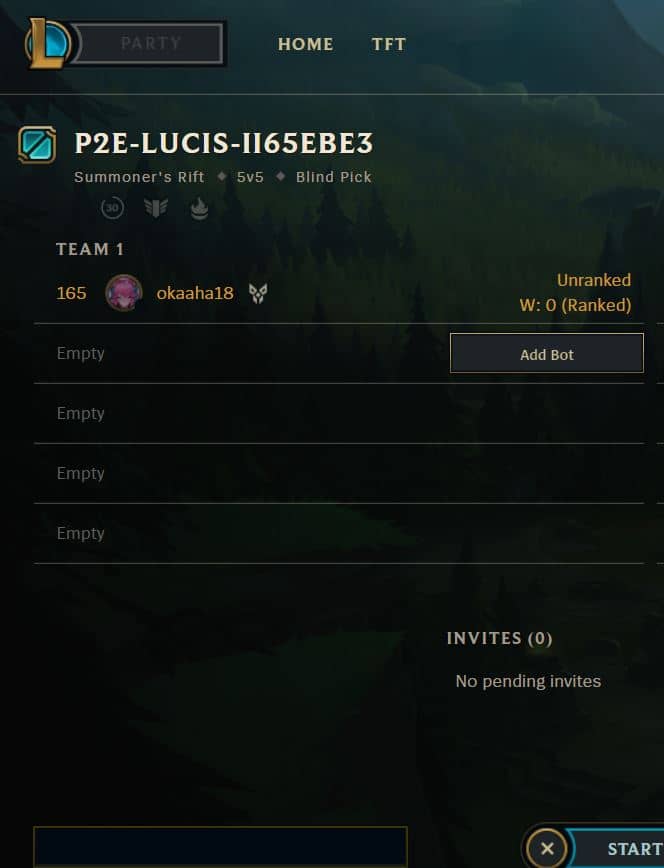 PARTY
HOME
TFT
P2E-LUCIS-II65EBE3
Summoner's Rift ◆ 5v5 ◆ Blind Pick
30
TEAM 1
165 okaaha18
Unranked
W: 0 (Ranked)
Empty
Add Bot
Empty
Empty
Empty
INVITES (0)
No pending invites
START